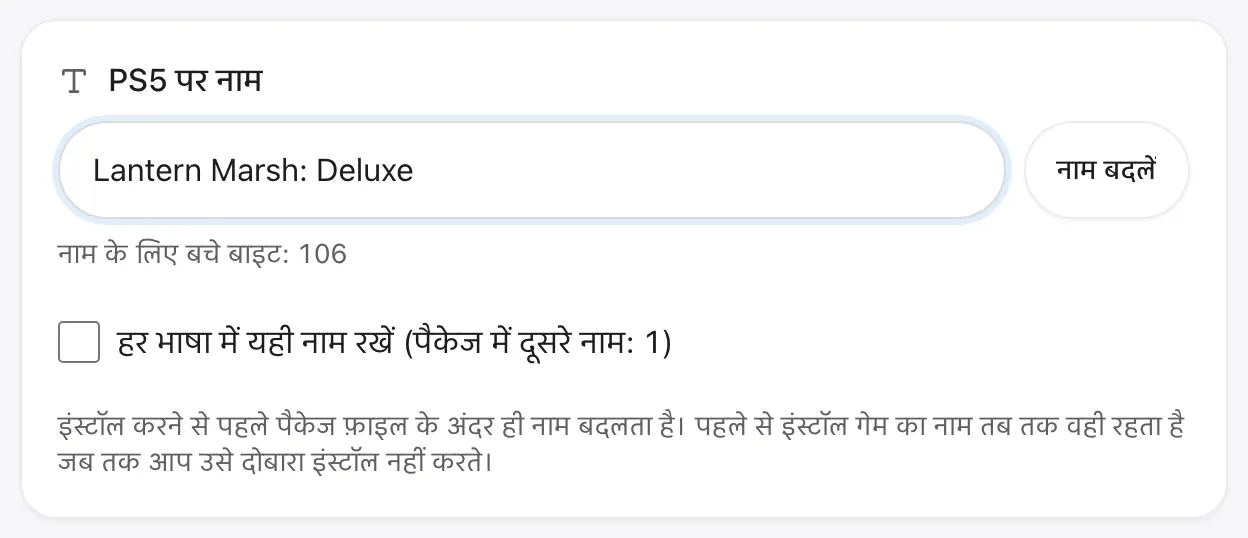 PS5 पर नाम
Lantern Marsh: Deluxe
नाम बदलें
नाम के लिए बचे बाइट: 106
हर भाषा में यही नाम रखें (पैकेज में दूसरे नाम: 1)
इंस्टॉल करने से पहले पैकेज फ़ाइल के अंदर ही नाम बदलता है। पहले से इंस्टॉल गेम का नाम तब तक वही रहता है
जब तक आप उसे दोबारा इंस्टॉल नहीं करते।